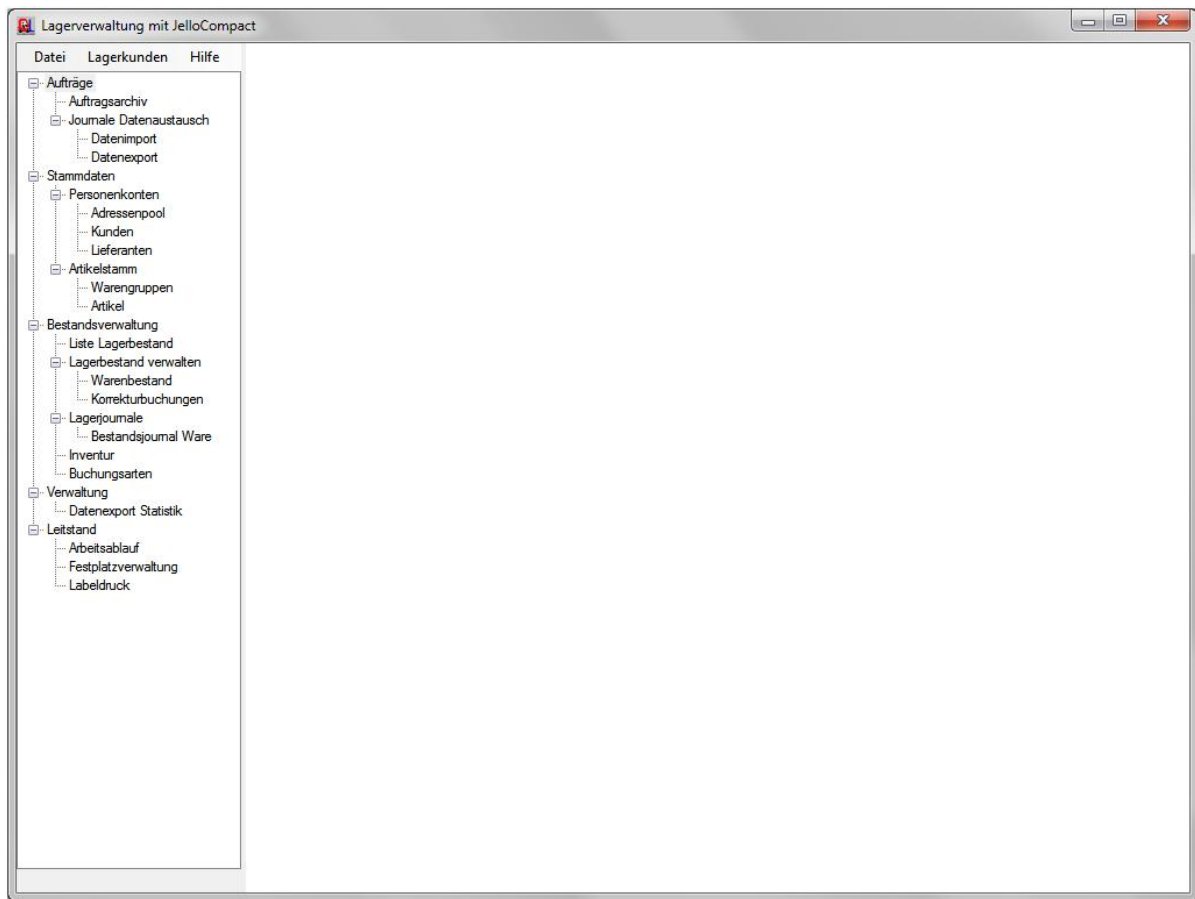 Lagerverwaltung mit JelloCompact
Datei Lagerkunden Hilfe
Aufträge
Auftragsarchiv
Journale Datenaustausch
Datenimport
Datenexport
Stammdaten
Personenkonten
Adressenpool
Kunden
Lieferanten
Artikelstamm
Warengruppen
Artikel
Bestandsverwaltung
Liste Lagerbestand
Lagerbestand verwalten
Warenbestand
Korrekturbuchungen
Lagerjournale
Bestandsjournal Ware
Inventur
Buchungsarten
Verwaltung
Datenexport Statistik
Leitstand
Arbeitsablauf
Festplatzverwaltung
Labeldruck